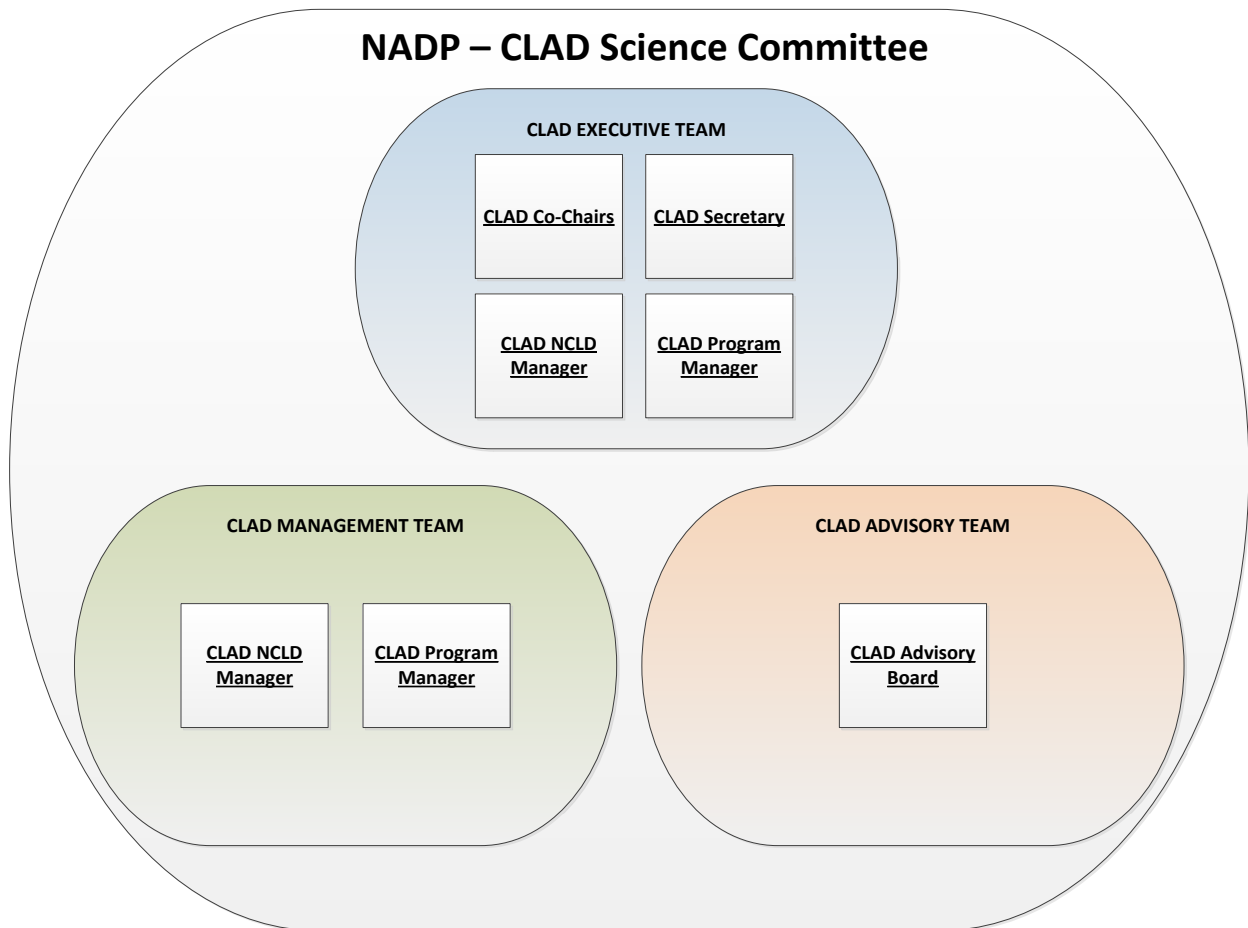 NADP – CLAD Science Committee
CLAD EXECUTIVE TEAM
CLAD Co-Chairs
CLAD Secretary
CLAD NCLD
Manager
CLAD Program
Manager
CLAD MANAGEMENT TEAM
CLAD NCLD
Manager
CLAD Program
Manager
CLAD ADVISORY TEAM
CLAD Advisory
Board